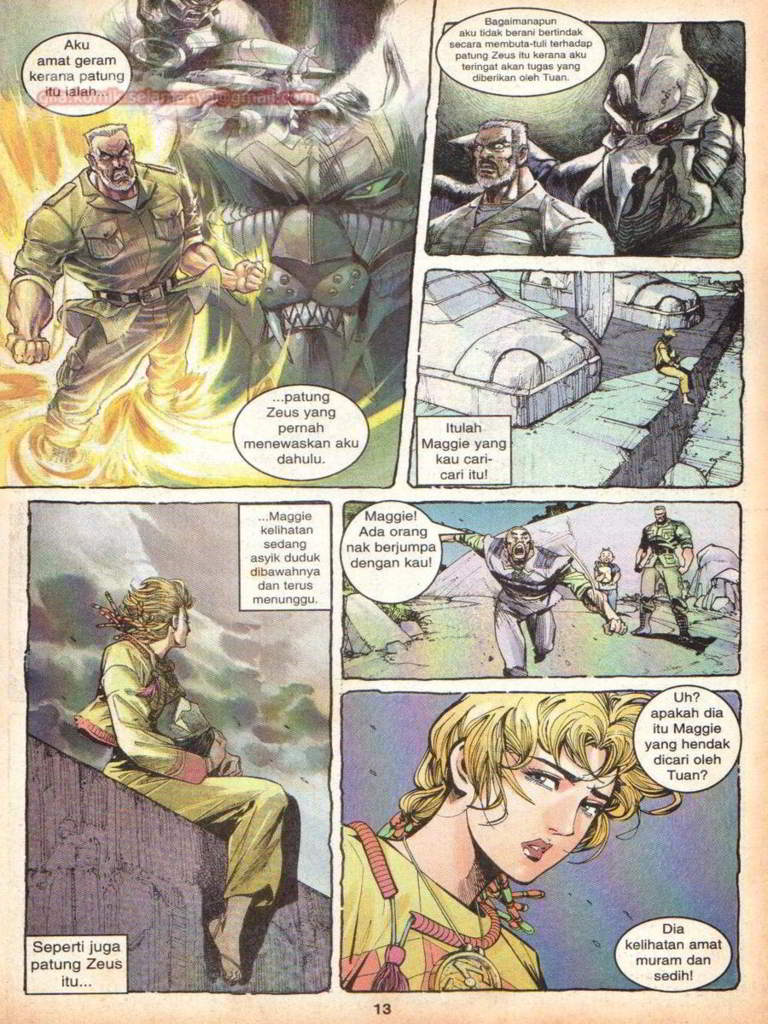 Aku
amat geram
kerana patung
itu ialah...
...patung
Zeus yang
pernah
menewaskan aku
dahulu.
Bagaimanapun
aku tidak berani bertindak
secara membuta-tuli terhadap
patung Zeus itu kerana aku
teringat akan tugas yang
diberikan oleh Tuan.
Itulah
Maggie yang
kau cari-
cari itu!
...Maggie
kelihatan
sedang
asyik duduk
dibawahnya
dan terus
menunggu.
Seperti juga
patung Zeus
itu...
Maggie!
Ada orang
nak berjumpa
dengan kau!
Uh?
apakah dia
itu Maggie
yang hendak
dicari oleh
Tuan?
Dia
kelihatan amat
muram dan
sedih!
13